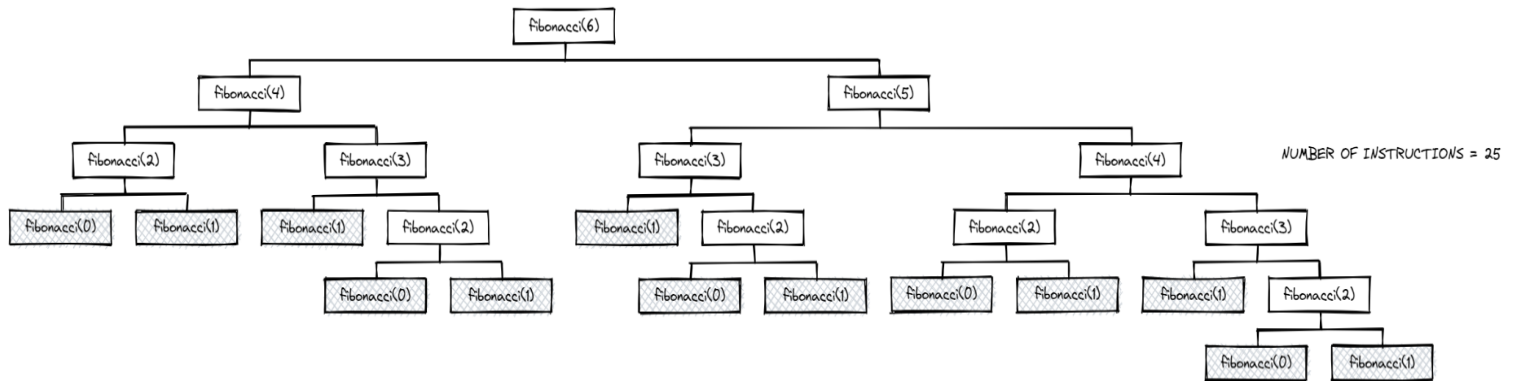 fibonacci(6)
fibonacci(4)
fibonacci(5)
fibonacci(2)
fibonacci(3)
fibonacci(3)
fibonacci(4)
NUMBER OF INSTRUCTIONS = 25
fibonacci(0)
fibonacci(1)
fibonacci(1)
fibonacci(2)
fibonacci(1)
fibonacci(2)
fibonacci(2)
fibonacci(3)
fibonacci(0)
fibonacci(1)
fibonacci(0)
fibonacci(1)
fibonacci(0)
fibonacci(1)
fibonacci(1)
fibonacci(2)
fibonacci(0)
fibonacci(1)